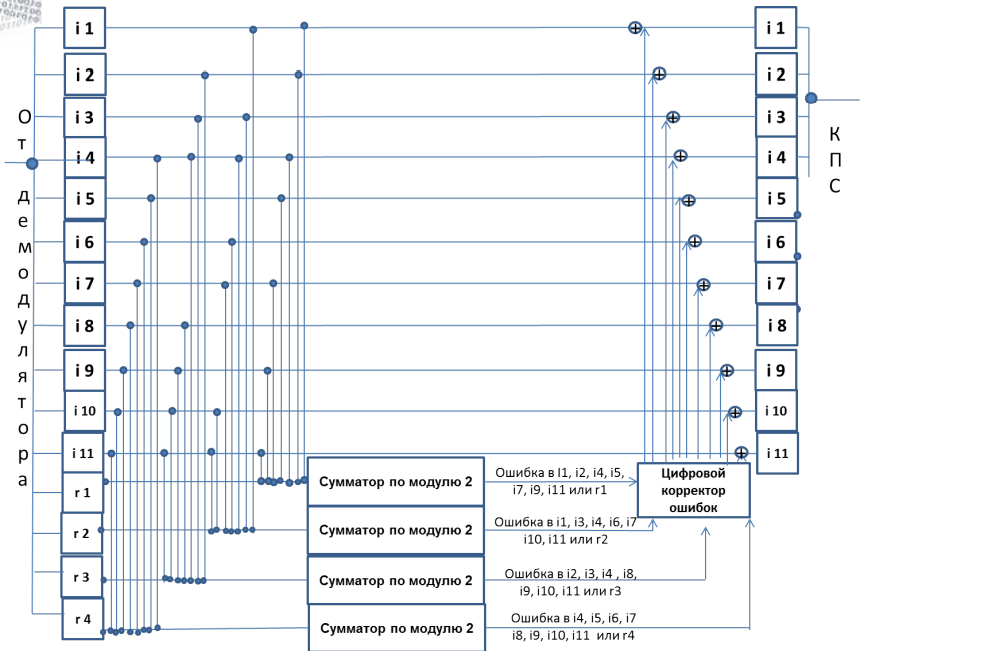 От демодулятора
i 1
i 2
i 3
i 4
i 5
i 6
i 7
i 8
i 9
i 10
i 11
r 1
r 2
r 3
r 4
Сумматор по модулю 2
Сумматор по модулю 2
Сумматор по модулю 2
Сумматор по модулю 2
Ошибка в I1, i2, i4, i5,
i7, i9, i11 или r1
Ошибка в i1, i3, i4, i6, i7
i10, i11 или r2
Ошибка в i2, i3, i4 , i8,
i9, i10, i11 или r3
Ошибка в i4, i5, i6, i7
i8, i9, i10, i11 или r4
Цифровой
корректор
ошибок
i 1
i 2
i 3
i 4
i 5
i 6
i 7
i 8
i 9
i 10
i 11
КПС